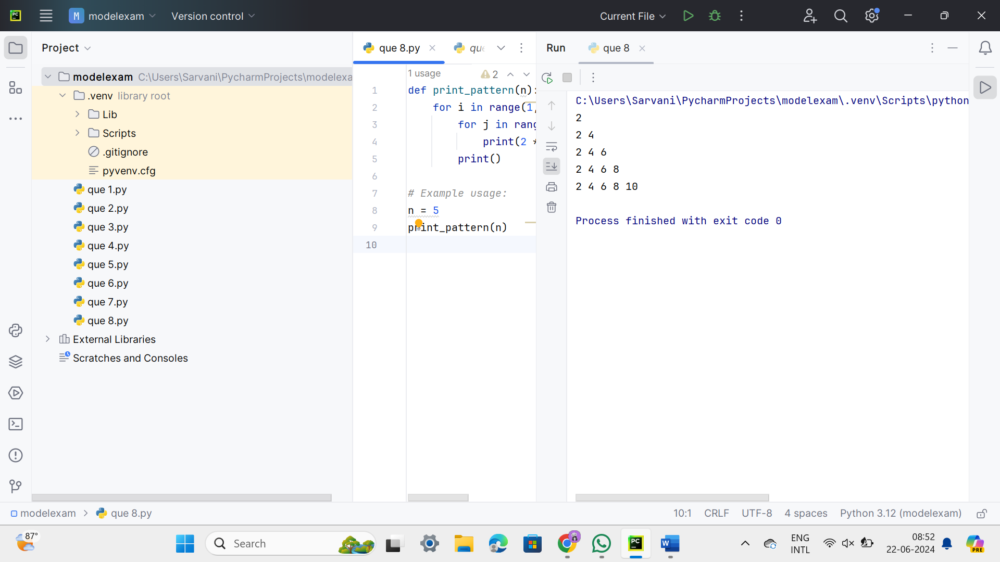 PC
M modelexam
Version control
Current File
Project
modelexam C:\Users\Sarvani\PycharmProjects\modelexa
.venv library root
Lib
Scripts
.gitignore
pyvenv.cfg
que 1.py
que 2.py
que 3.py
que 4.py
que 5.py
que 6.py
que 7.py
que 8.py
External Libraries
Scratches and Consoles
que 8.py
1 usage
2
1 def print_pattern(n):
2 for i in range(1,
3 for j in rang
4 print(2 *
5 print()
6
7 # Example usage:
8 n = 5
9 print_pattern(n)
10
Run
que 8
C:\Users\Sarvani\PycharmProjects\modelexam\.venv\Scripts\python
2
2 4
2 4 6
2 4 6 8
2 4 6 8 10
Process finished with exit code 0
modelexam > que 8.py
10:1
CRLF
UTF-8
4 spaces
Python 3.12 (modelexam)
87°
Search
PC
W
ENG
INTL
08:52
22-06-2024
PRE